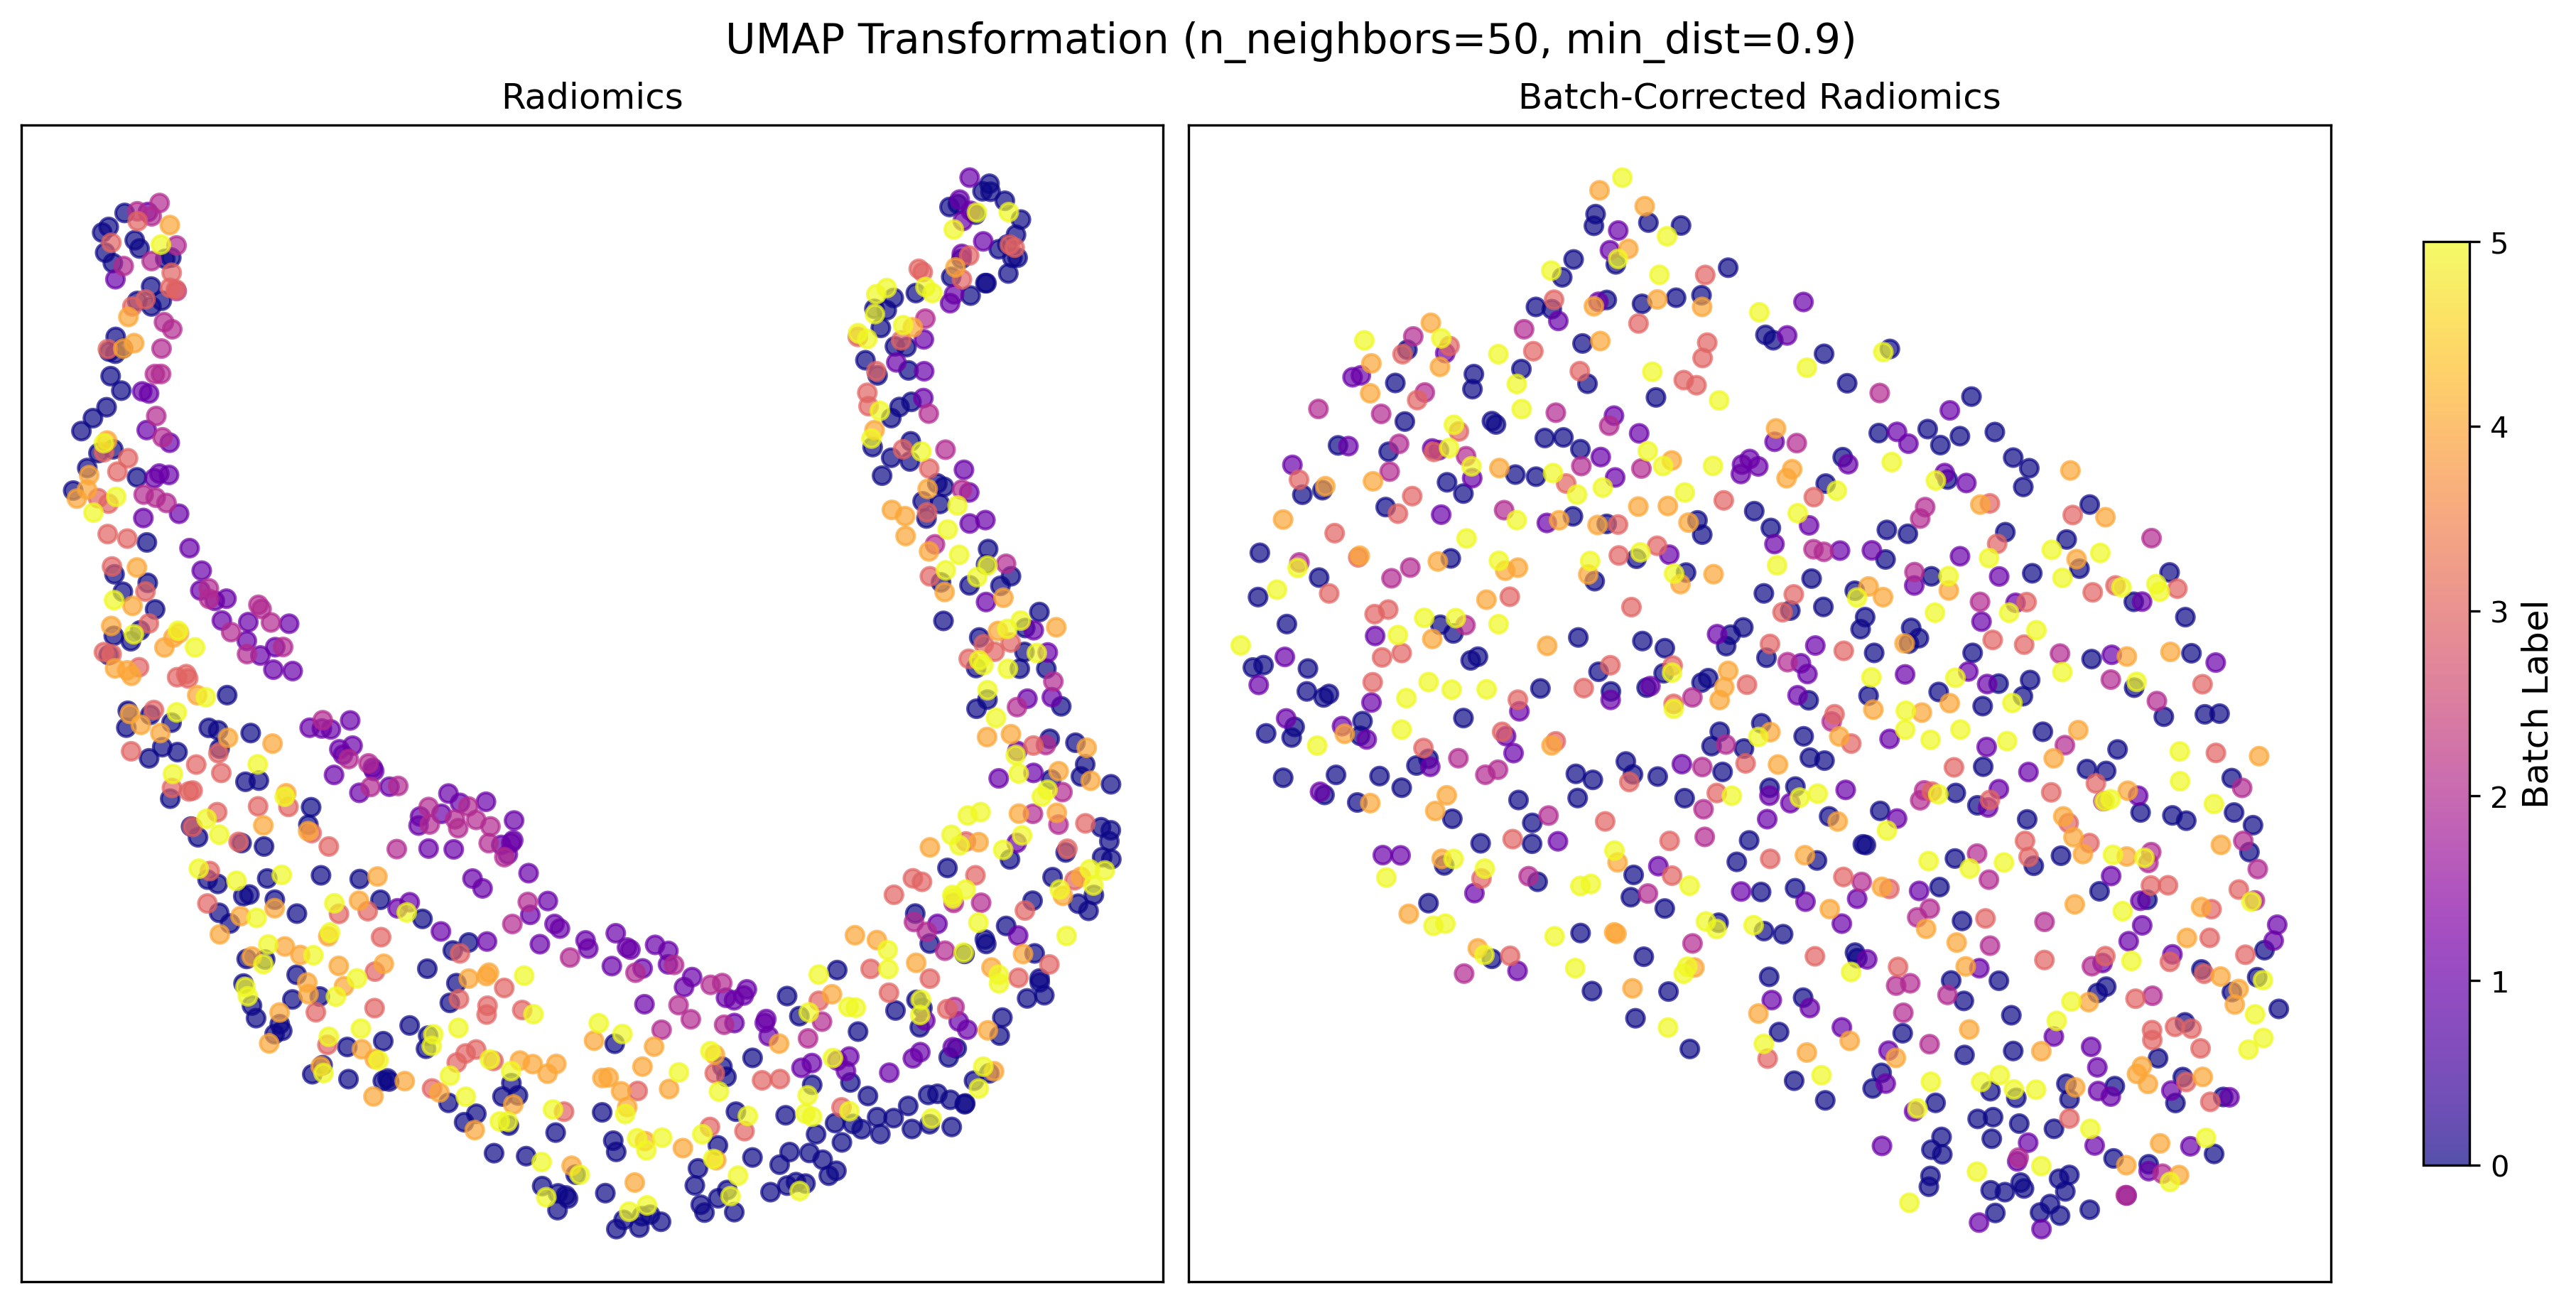 UMAP Transformation (n_neighbors=50, min_dist=0.9)
Radiomics
Batch-Corrected Radiomics
5
4
3
2
1
0
Batch Label